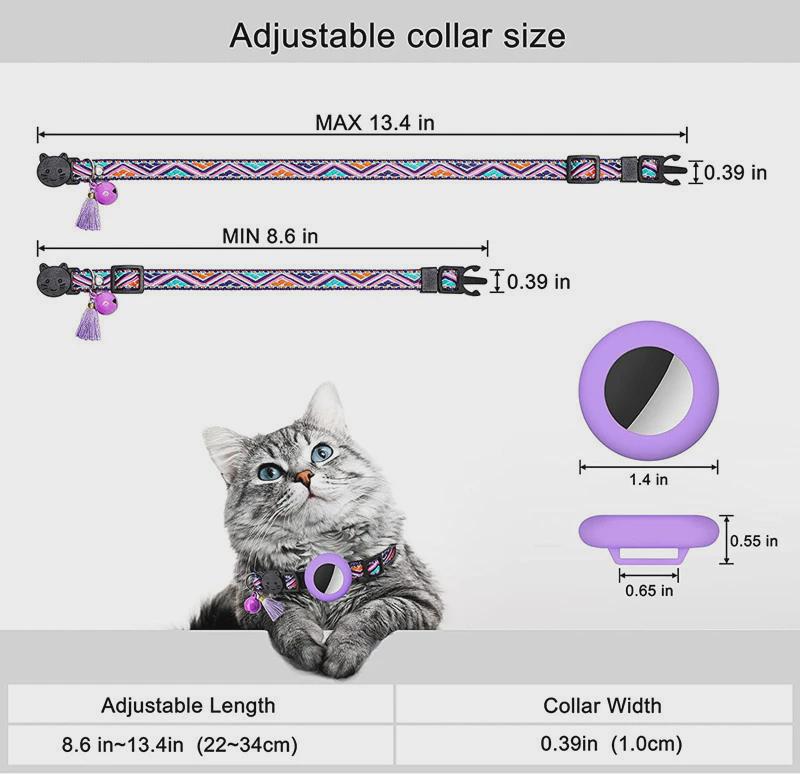 Adjustable collar size
MAX 13.4 in
0.39 in
MIN 8.6 in
0.39 in
1.4 in
0.55 in
0.65 in
Adjustable Length
Collar Width
8.6 in~13.4in (22~34cm)
0.39in (1.0cm)